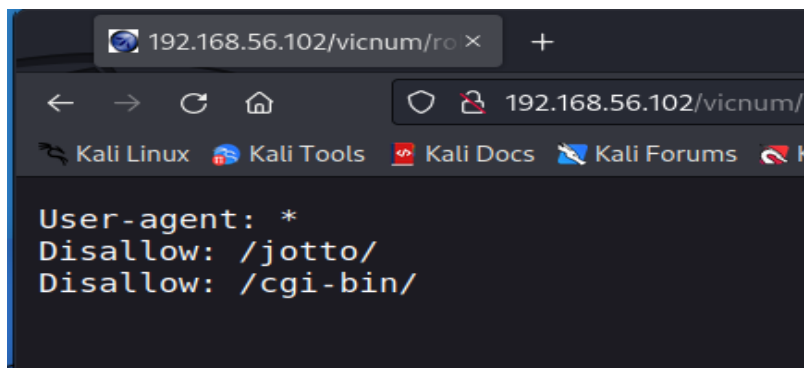 192.168.56.102/vicnum/ro
192.168.56.102/vicnum/
Kali Linux Kali Tools Kali Docs Kali Forums
User-agent: *
Disallow: /jotto/
Disallow: /cgi-bin/